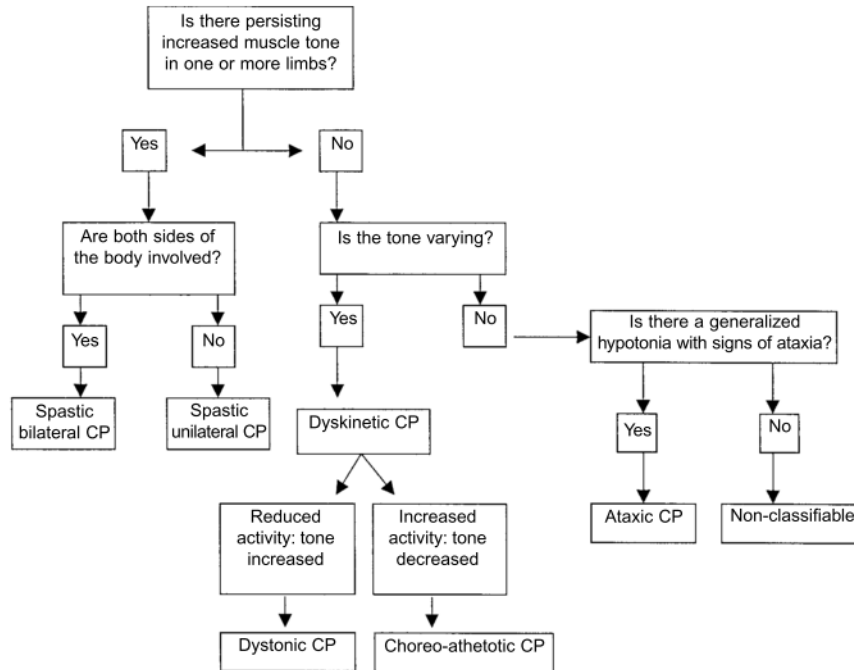 Is there persisting
increased muscle tone
in one or more limbs?
Yes
No
Are both sides of
the body involved?
Is the tone varying?
Yes
No
Yes
No
Is there a generalized
hypotonia with signs of ataxia?
Spastic
bilateral CP
Spastic
unilateral CP
Dyskinetic CP
Yes
No
Reduced
activity: tone
increased
Increased
activity: tone
decreased
Ataxic CP
Non-classifiable
Dystonic CP
Choreo-athetotic CP